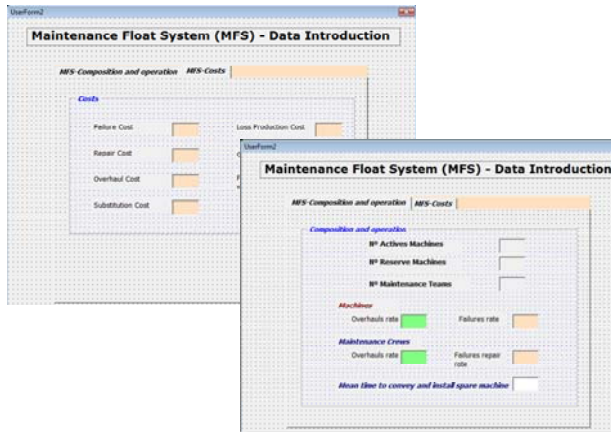 UserForm2
Maintenance Float System (MFS) - Data Introduction
MFS-Composition and operation MFS-Costs
Costs
Failure Cost Loss Production Cost
Repair Cost
Overhaul Cost
Substitution Cost
UserForm2
Maintenance Float System (MFS) - Data Introduction
MFS-Composition and operation MFS-Costs
Composition and operation
Nº Actives Machines
Nº Reserve Machines
Nº Maintenance Teams
Machines
Overhauls rate Failures rate
Maintenance Crews
Overhauls rate Failures repair
rate
Mean time to convey and install spare machine